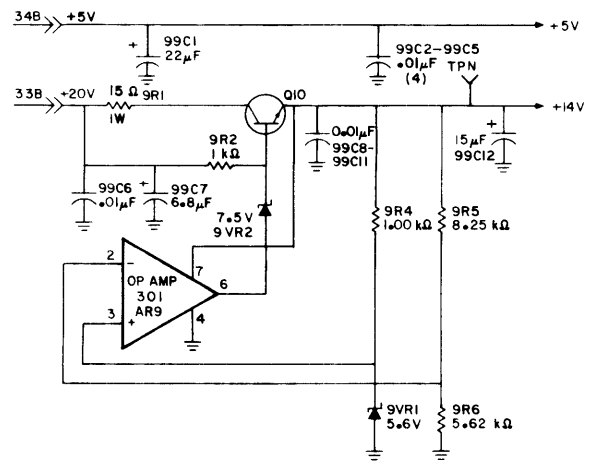 34B +5V
+5V
99C1
+
22µF
99C2-99C5
.01µF
(4)
TPN
33B +20V
15 Ω
9R1
1W
Q10
+14V
9R2
1 kΩ
0.01µF
99C8-
99C11
+
15µF
99C12
99C6
.01µF
+
99C7
6.8µF
7.5V
9VR2
9R4
1.00 kΩ
9R5
8.25 kΩ
2
−
7
OP AMP
301
AR9
6
3
+
4
9VR1
5.6V
9R6
5.62 kΩ